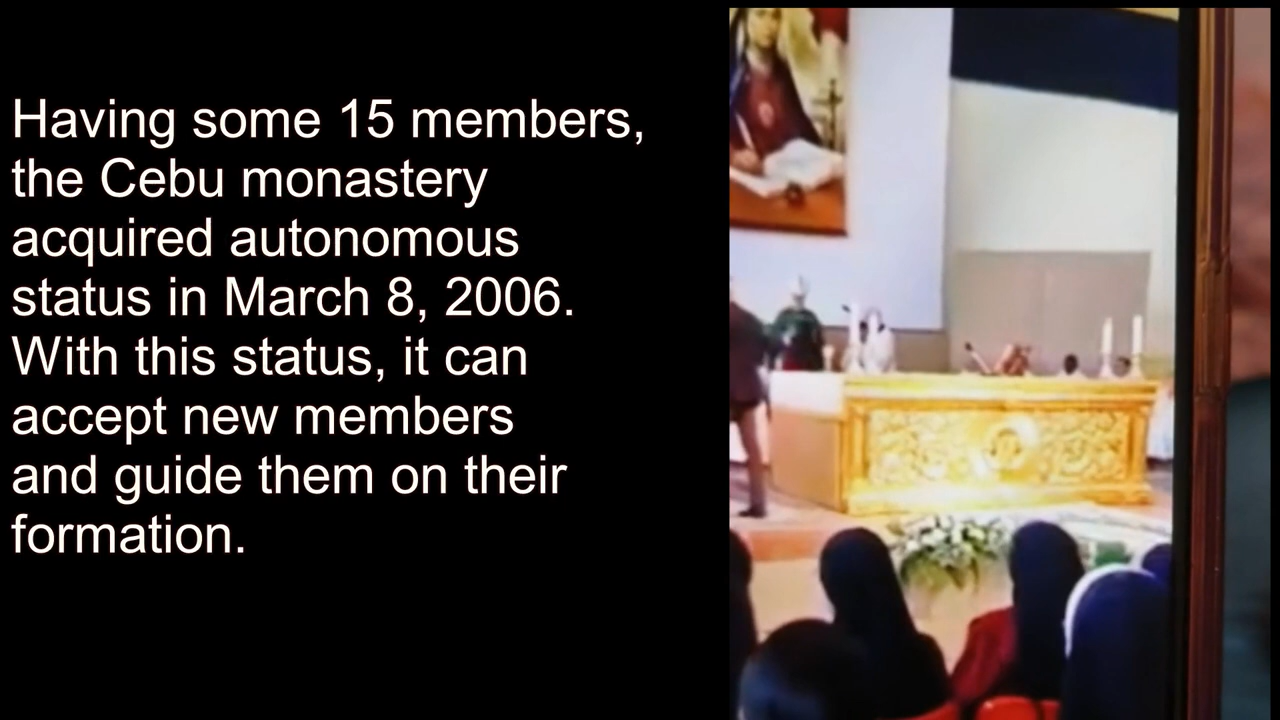 Having some 15 members,
the Cebu monastery
acquired autonomous
status in March 8, 2006.
With this status, it can
accept new members
and guide them on their
formation.